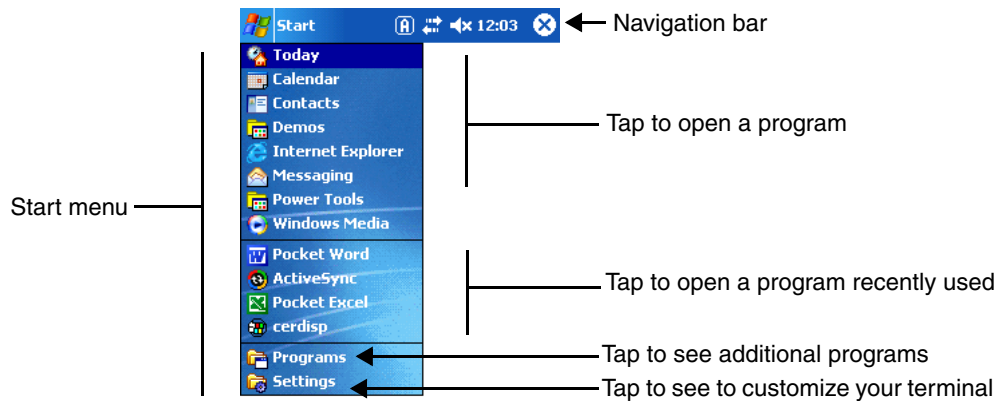 Start 12:03
Navigation bar
Today
Calendar
Contacts
Demos
Internet Explorer
Messaging
Power Tools
Windows Media
Tap to open a program
Start menu
Pocket Word
ActiveSync
Pocket Excel
cerdisp
Tap to open a program recently used
Programs
Tap to see additional programs
Settings
Tap to see to customize your terminal